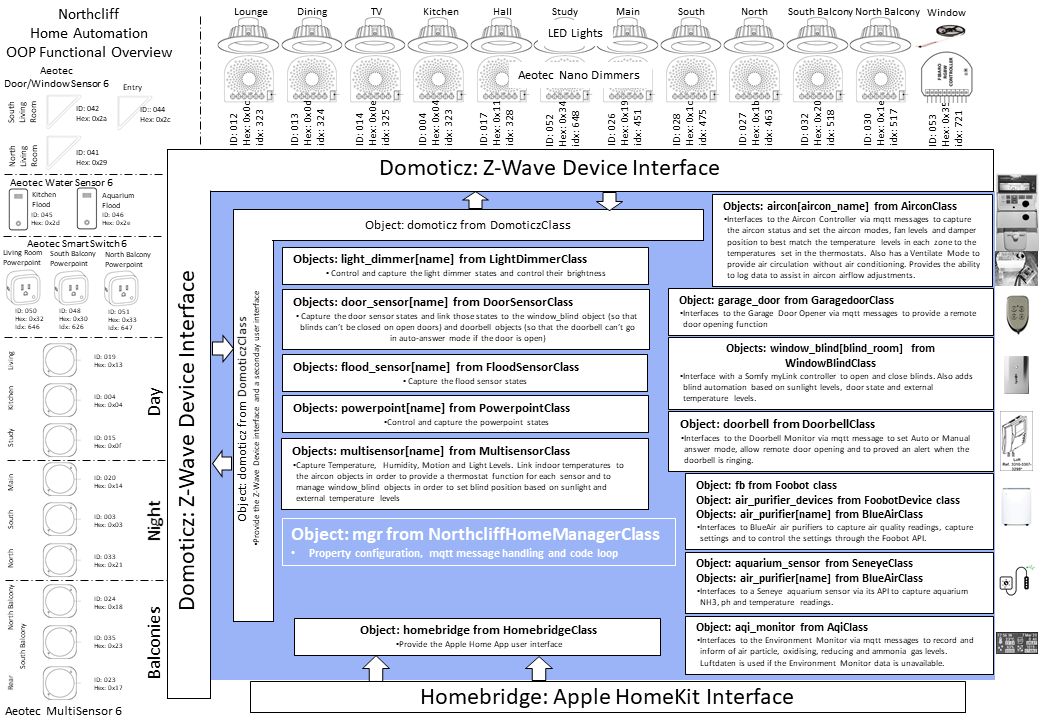 Northcliff
Home Automation
OOP Functional Overview
Lounge
Dining
TV
Kitchen
Hall
Study
Main
South
North
South Balcony
North Balcony
Window
LED Lights
Aeotec Nano Dimmers
FIBARO
RGBW
CONTROLLER
ID: 012
Hex: 0x0c
idx: 323
ID: 013
Hex: 0x0d
idx: 324
ID: 014
Hex: 0x0e
idx: 325
ID: 004
Hex: 0x04
idx: 323
ID: 017
Hex: 0x11
idx: 328
ID: 052
Hex: 0x34
idx: 648
ID: 026
Hex: 0x19
idx: 451
ID: 028
Hex: 0x1c
idx: 475
ID: 027
Hex: 0x1b
idx: 463
ID: 032
Hex: 0x20
idx: 518
ID: 030
Hex: 0x1e
idx: 517
ID: 053
Hex: 0x35
idx: 721
Aeotec
Door/WindowSensor 6
Entry
South
Living
Room
ID: 042
Hex: 0x2a
ID:: 044
Hex: 0x2c
North
Living
Room
ID: 041
Hex: 0x29
Aeotec Water Sensor 6
Kitchen
Flood
ID: 045
Hex: 0x2d
Aquarium
Flood
ID: 046
Hex: 0x2e
Aeotec SmartSwitch 6
Living Room
Powerpoint
South Balcony
Powerpoint
North Balcony
Powerpoint
ID: 050
Hex: 0x32
Idx: 646
ID: 048
Hex: 0x30
Idx: 626
ID: 051
Hex: 0x33
Idx: 647
Living
ID: 019
Hex: 0x13
Kitchen
ID: 004
Hex: 0x04
Study
ID: 015
Hex: 0x0f
Day
Main
ID: 020
Hex: 0x14
South
ID: 003
Hex: 0x03
North
ID: 033
Hex: 0x21
Night
North Balcony
ID: 024
Hex: 0x18
South Balcony
ID: 035
Hex: 0x23
Rear
ID: 023
Hex: 0x17
Balconies
Aeotec MultiSensor 6
Domoticz: Z-Wave Device Interface
Domoticz: Z-Wave Device Interface
Object: domoticz from DomoticzClass
Object: domoticz from DomoticzClass
•Provide the Z-Wave Device interface and a seconday user interface
Objects: light_dimmer[name] from LightDimmerClass
• Control and capture the light dimmer states and control their brightness
Objects: door_sensor[name] from DoorSensorClass
• Capture the door sensor states and link those states to the window_blind object (so that
blinds can't be closed on open doors) and doorbell objects (so that the doorbell can't go
in auto-answer mode if the door is open)
Objects: flood_sensor[name] from FloodSensorClass
• Capture the flood sensor states
Objects: powerpoint[name] from PowerpointClass
•Control and capture the powerpoint states
Objects: multisensor[name] from MultisensorClass
•Capture Temperature, Humidity, Motion and Light Levels. Link indoor temperatures to
the aircon objects in order to provide a thermostat function for each sensor and to
manage window_blind objects in order to set blind position based on sunlight and
external temperature levels
Object: mgr from NorthcliffHomeManagerClass
• Property configuration, mqtt message handling and code loop
Object: homebridge from HomebridgeClass
•Provide the Apple Home App user interface
Homebridge: Apple HomeKit Interface
Objects: aircon[aircon_name] from AirconClass
•Interfaces to the Aircon Controller via mqtt messages to capture
the aircon status and set the aircon modes, fan levels and damper
position to best match the temperature levels in each zone to the
temperatures set in the thermostats. Also has a Ventilate Mode to
provide air circulation without air conditioning. Provides the ability
to log data to assist in aircon airflow adjustments.
Object: garage_door from GaragedoorClass
•Interfaces to the Garage Door Opener via mqtt messages to provide a remote
door opening function
Objects: window_blind[blind_room] from
WindowBlindClass
•Interface with a Somfy myLink controller to open and close blinds. Also adds
blind automation based on sunlight levels, door state and external
temperature levels.
Object: doorbell from DoorbellClass
•Interfaces to the Doorbell Monitor via mqtt message to set Auto or Manual
answer mode, allow remote door opening and to proved an alert when the
doorbell is ringing.
Object: fb from Foobot class
Object: air_purifier_devices from FoobotDevice class
Objects: air_purifier[name] from BlueAirClass
•Interfaces to BlueAir air purifiers to capture air quality readings, capture
settings and to control the settings through the Foobot API.
Object: aquarium_sensor from SeneyeClass
Objects: air_purifier[name] from BlueAirClass
•Interfaces to a Seneye aquarium sensor via its API to capture aquarium
NH3, ph and temperature readings.
Object: aqi_monitor from AqiClass
•Interfaces to the Environment Monitor via mqtt messages to record and
inform of air particle, oxidising, reducing and ammonia gas levels.
Luftdaten is used if the Environment Monitor data is unavailable.